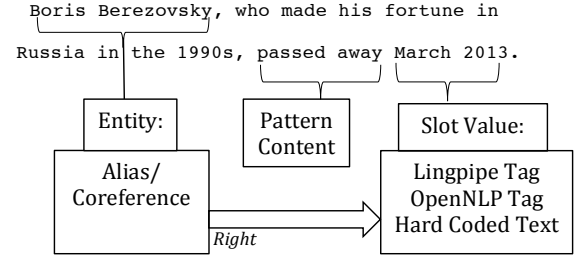 Boris Berezovsky, who made his fortune in
Russia in the 1990s, passed away March 2013.
Entity:
Pattern
Content
Slot Value:
Alias/
Coreference
Lingpipe Tag
OpenNLP Tag
Hard Coded Text
Right